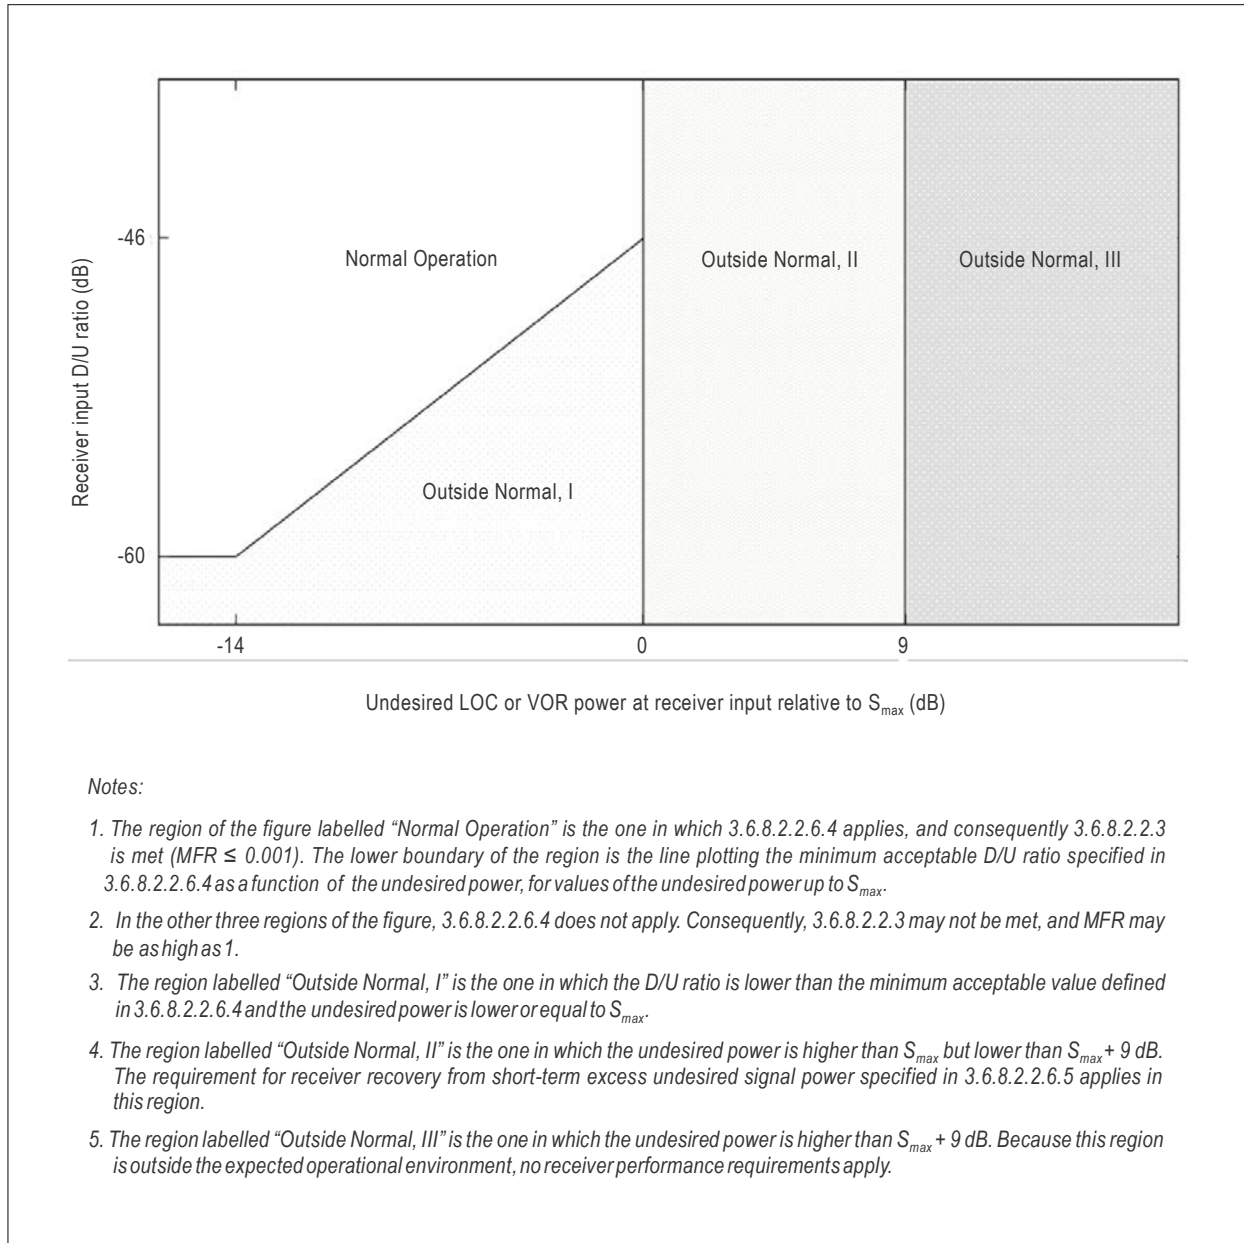 -46
Normal Operation
Outside Normal, II
Outside Normal, III
Receiver input D/U ratio (dB)
Outside Normal, I
-60
-14
0
9
Undesired LOC or VOR power at receiver input relative to Smax (dB)
Notes:
1. The region of the figure labelled “Normal Operation” is the one in which 3.6.8.2.2.6.4 applies, and consequently 3.6.8.2.2.3
is met (MFR ≤ 0.001). The lower boundary of the region is the line plotting the minimum acceptable D/U ratio specified in
3.6.8.2.2.6.4 as a function of the undesired power, for values of the undesired power up to Smax.
2. In the other three regions of the figure, 3.6.8.2.2.6.4 does not apply. Consequently, 3.6.8.2.2.3 may not be met, and MFR may
be as high as 1.
3. The region labelled “Outside Normal, I” is the one in which the D/U ratio is lower than the minimum acceptable value defined
in 3.6.8.2.2.6.4 and the undesired power is lower or equal to Smax.
4. The region labelled “Outside Normal, II” is the one in which the undesired power is higher than Smax but lower than Smax + 9 dB.
The requirement for receiver recovery from short-term excess undesired signal power specified in 3.6.8.2.2.6.5 applies in
this region.
5. The region labelled “Outside Normal, III” is the one in which the undesired power is higher than Smax + 9 dB. Because this region
is outside the expected operational environment, no receiver performance requirements apply.